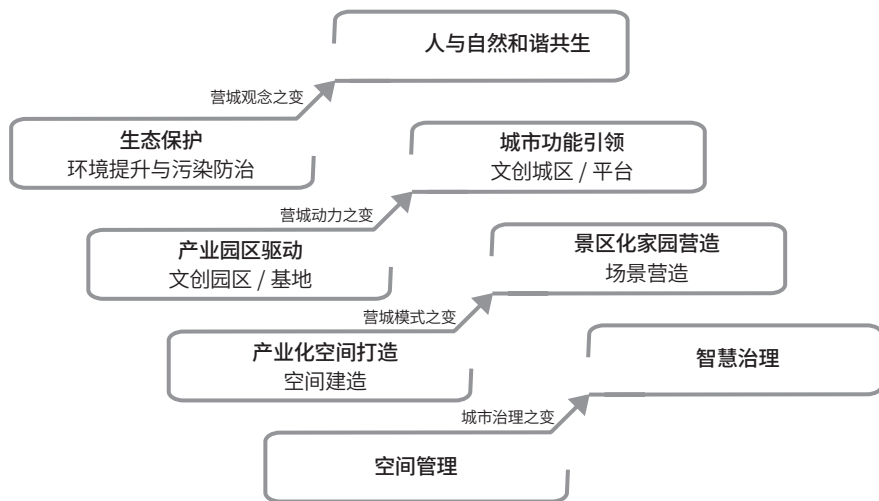 人与自然和谐共生
营城观念之变
生态保护
环境提升与污染防治
城市功能引领
文创城区 / 平台
营城动力之变
产业园区驱动
文创园区 / 基地
景区化家园营造
场景营造
营城模式之变
产业化空间打造
空间建造
智慧治理
城市治理之变
空间管理